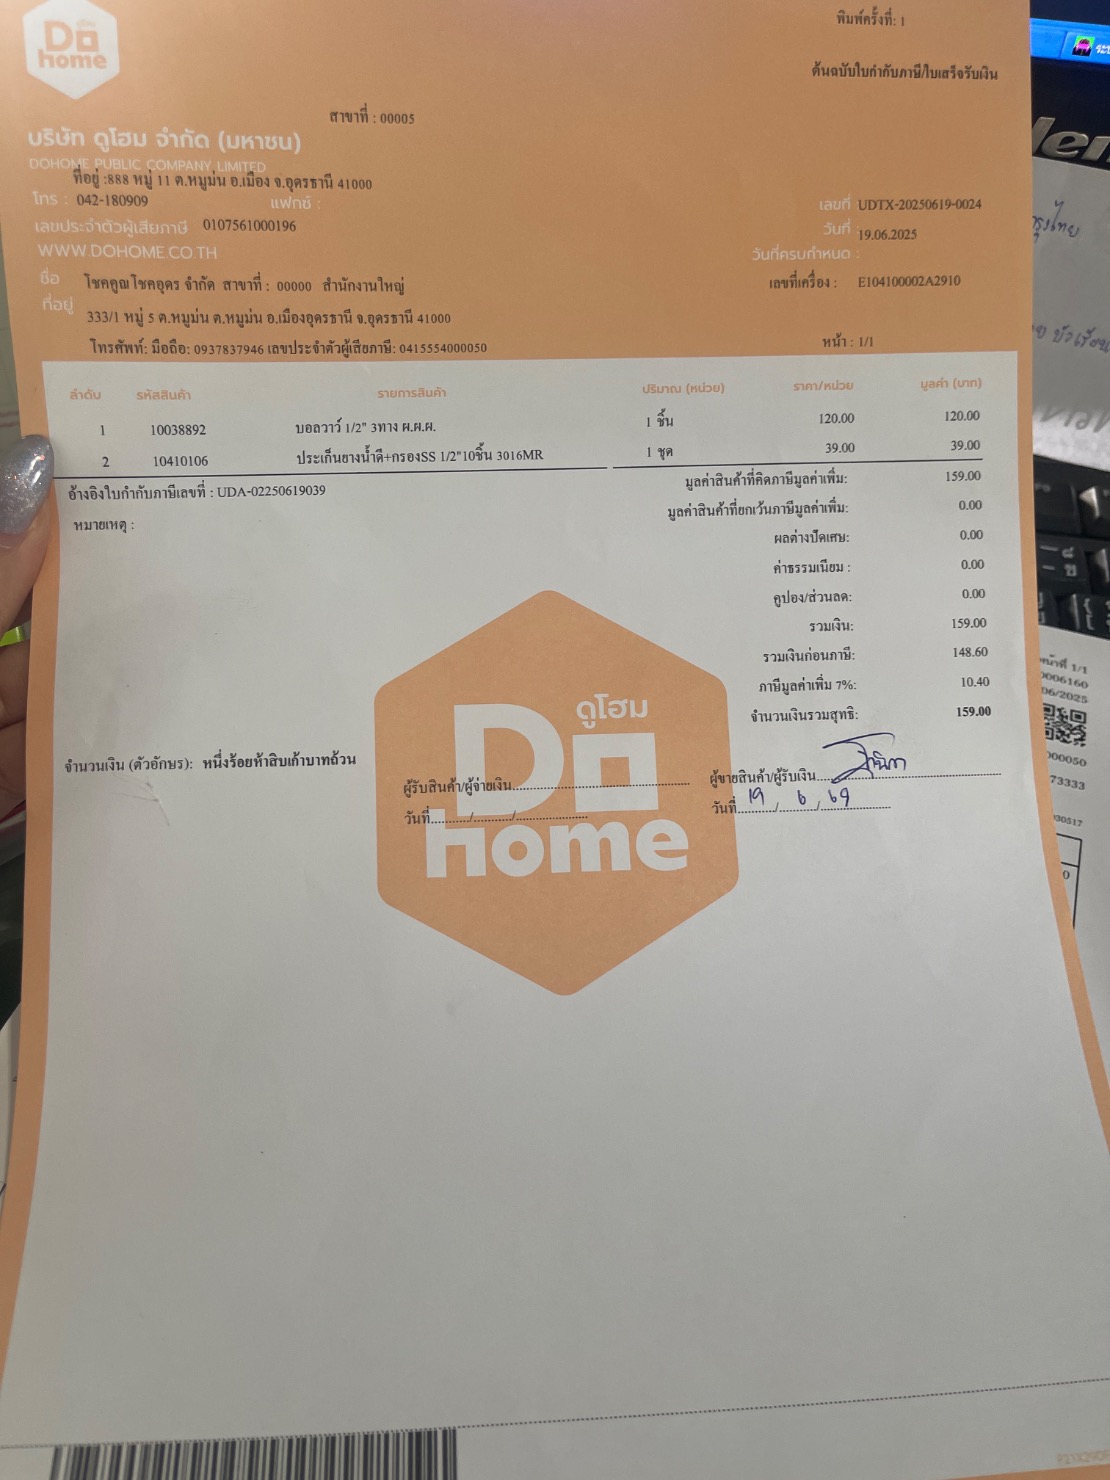 ดูโฮม
Do
home
พิมพ์ครั้งที่: 1
ต้นฉบับใบกำกับภาษี/ใบเสร็จรับเงิน
สาขาที่ : 00005
บริษัท ดูโฮม จำกัด (มหาชน)
DOHOME PUBLIC COMPANY LIMITED
ที่อยู่ :888 หมู่ 11 ต.หมูม่น อ.เมือง จ.อุดรธานี 41000
โทร : 042-180909 แฟกซ์ :
เลขประจำตัวผู้เสียภาษี 0107561000196
WWW.DOHOME.CO.TH
เลขที่ UDTX-20250619-0024
วันที่ 19.06.2025
วันที่ครบกำหนด :
เลขที่เครื่อง : E104100002A2910
ชื่อ โชคคูณโชคอุดร จำกัด สาขาที่ : 00000 สำนักงานใหญ่
ที่อยู่ 333/1 หมู่ 5 ต.หมูม่น ต.หมูม่น อ.เมืองอุดรธานี จ.อุดรธานี 41000
โทรศัพท์: มือถือ: 0937837946 เลขประจำตัวผู้เสียภาษี: 0415554000050
หน้า : 1/1
ลำดับ รหัสสินค้า รายการสินค้า ปริมาณ (หน่วย) ราคา/หน่วย มูลค่า (บาท)
1 10038892 บอลวาว์ 1/2" 3ทาง ผ.ผ.ผ. 1 ชิ้น 120.00 120.00
2 10410106 ประเก็นยางน้ำดี+กรองSS 1/2"10ชิ้น 3016MR 1 ชุด 39.00 39.00
อ้างอิงใบกำกับภาษีเลขที่ : UDA-02250619039
หมายเหตุ :
มูลค่าสินค้าที่คิดภาษีมูลค่าเพิ่ม: 159.00
มูลค่าสินค้าที่ยกเว้นภาษีมูลค่าเพิ่ม: 0.00
ผลต่างปัดเศษ: 0.00
ค่าธรรมเนียม : 0.00
คูปอง/ส่วนลด: 0.00
รวมเงิน: 159.00
รวมเงินก่อนภาษี: 148.60
ภาษีมูลค่าเพิ่ม 7%: 10.40
จำนวนเงินรวมสุทธิ: 159.00
จำนวนเงิน (ตัวอักษร): หนึ่งร้อยห้าสิบเก้าบาทถ้วน
ดูโฮม
Do
home
ผู้รับสินค้า/ผู้จ่ายเงิน
วันที่
ผู้ขายสินค้า/ผู้รับเงิน
วันที่ 19 / 6 / 69
หน้าที่ 1/1
0006160
06/2025
00050
73333
030517